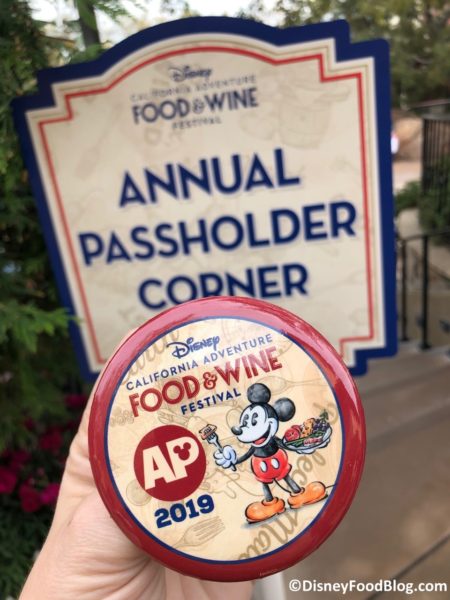 Disney
CALIFORNIA ADVENTURE
FOOD & WINE
FESTIVAL
ANNUAL
PASSHOLDER
CORNER
Disney
CALIFORNIA ADVENTURE
FOOD & WINE
FESTIVAL
AP
2019
©DisneyFoodBlog.com